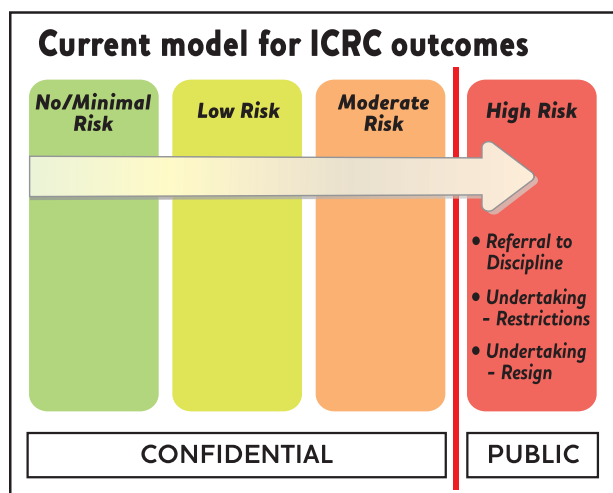 Current model for ICRC outcomes
No/Minimal
Risk
Low Risk
Moderate
Risk
High Risk
• Referral to
Discipline
• Undertaking
- Restrictions
• Undertaking
- Resign
CONFIDENTIAL
PUBLIC